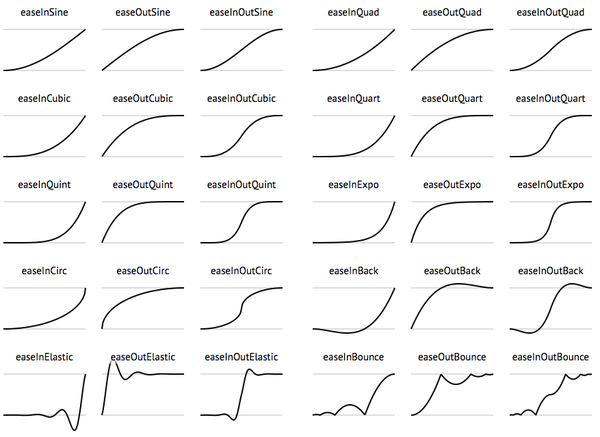 easeInSine easeOutSine easeInOutSine easeInQuad easeOutQuad easeInOutQuad
easeInCubic easeOutCubic easeInOutCubic easeInQuart easeOutQuart easeInOutQuart
easeInQuint easeOutQuint easeInOutQuint easeInExpo easeOutExpo easeInOutExpo
easeInCirc easeOutCirc easeInOutCirc easeInBack easeOutBack easeInOutBack
easeInElastic easeOutElastic easeInOutElastic easeInBounce easeOutBounce easeInOutBounce